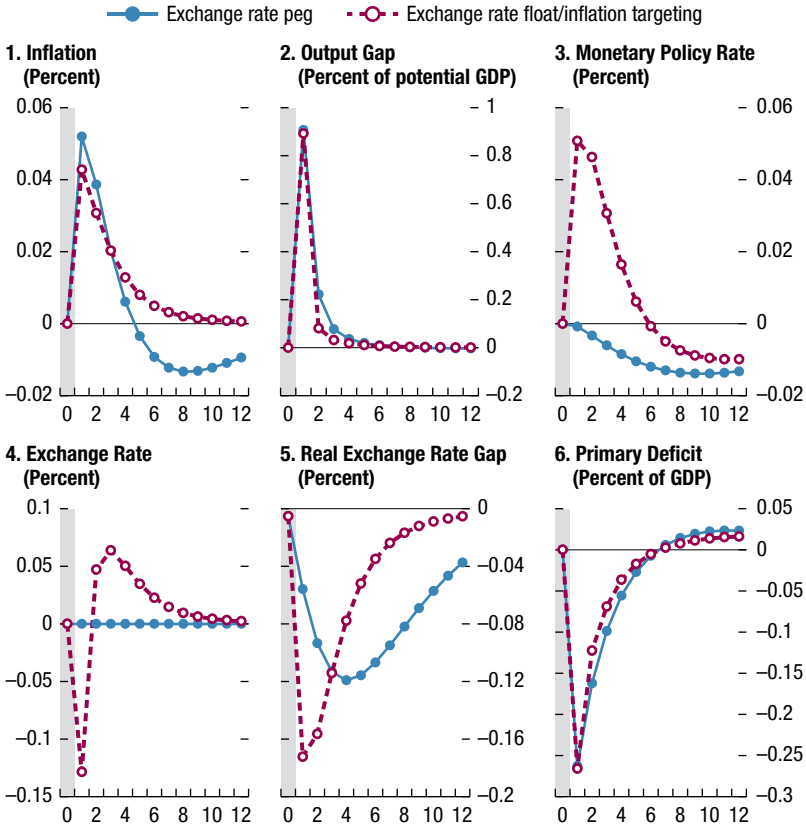 Exchange rate peg Exchange rate float/inflation targeting
1. Inflation
(Percent)
0.06
0.04
0.02
0
–0.02
0 2 4 6 8 10 12
2. Output Gap
(Percent of potential GDP)
1
0.8
0.6
0.4
0.2
0
–0.2
0 2 4 6 8 10 12
3. Monetary Policy Rate
(Percent)
0.06
0.04
0.02
0
–0.02
0 2 4 6 8 10 12
4. Exchange Rate
(Percent)
0.1
0.05
0
–0.05
–0.1
–0.15
0 2 4 6 8 10 12
5. Real Exchange Rate Gap
(Percent)
0
–0.04
–0.08
–0.12
–0.16
–0.2
0 2 4 6 8 10 12
6. Primary Deficit
(Percent of GDP)
0.05
0
–0.05
–0.1
–0.15
–0.2
–0.25
–0.3
0 2 4 6 8 10 12